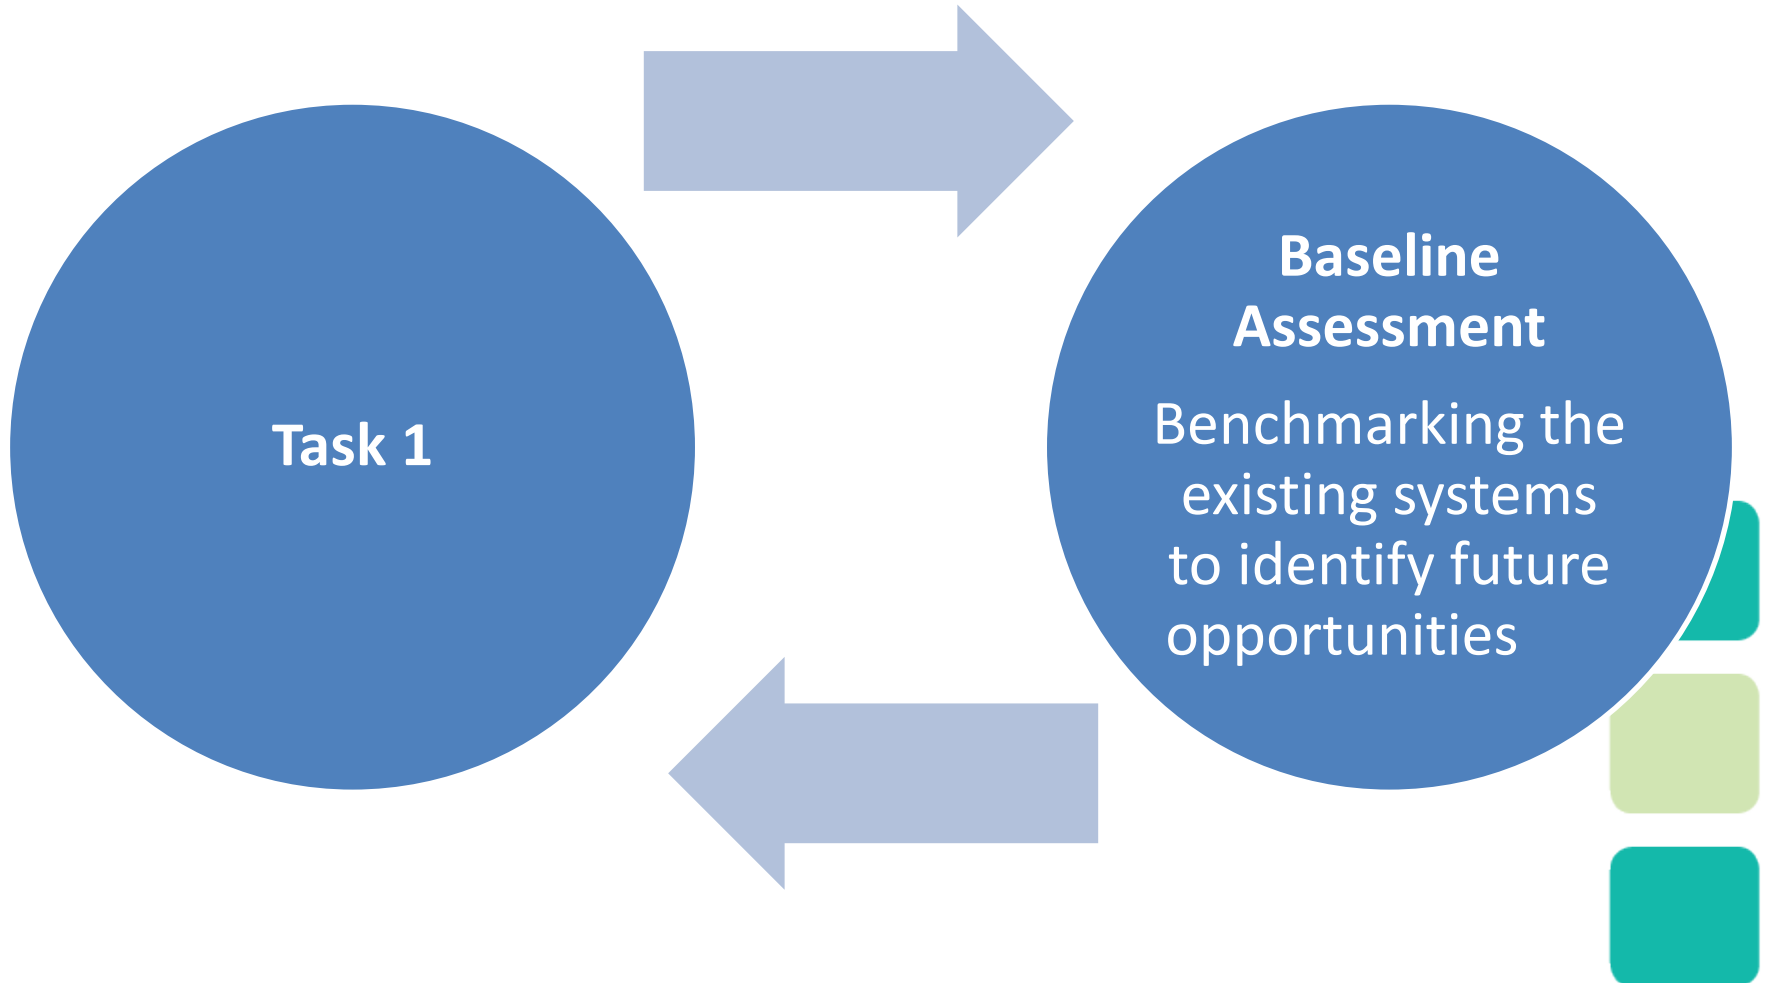 Task 1
Baseline
Assessment
Benchmarking the
existing systems
to identify future
opportunities